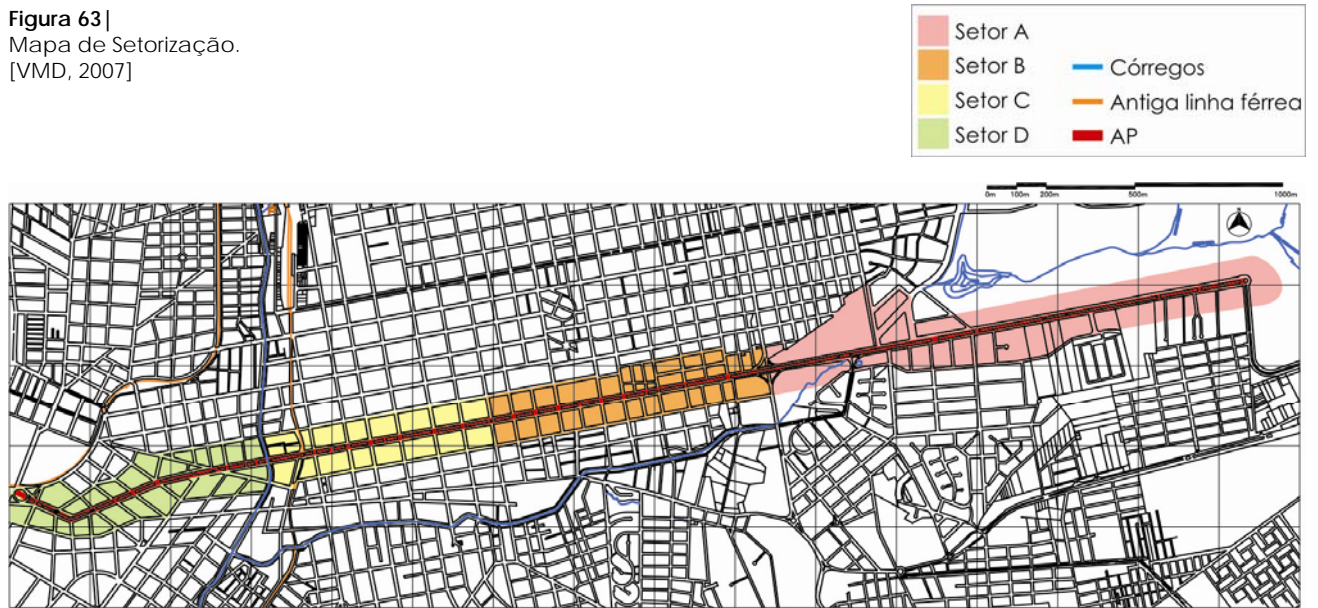 Figura 63|
Mapa de Setorização.
[VMD, 2007]
Setor A
Setor B
Setor C
Setor D
Córregos
Antiga linha férrea
AP
0m 100m 200m 500m 1000m